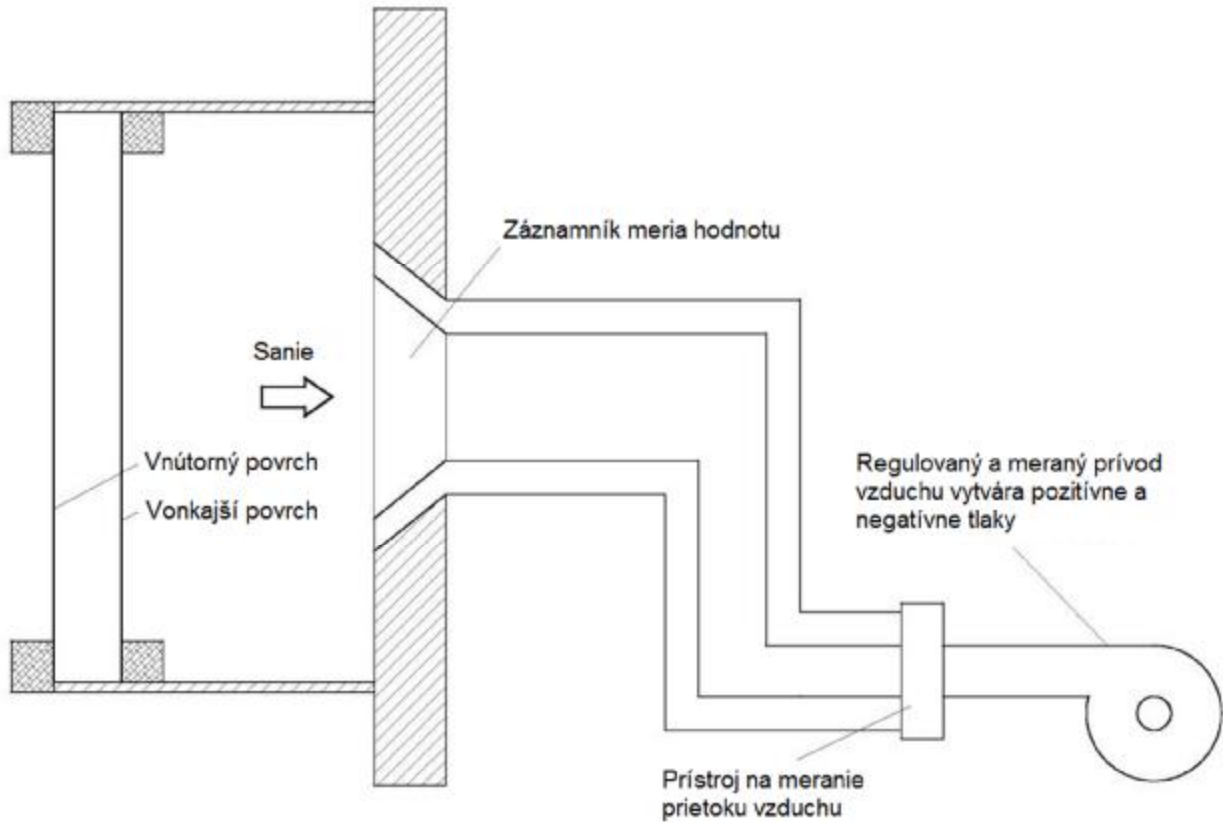 Záznamník meria hodnotu
Sanie
Vnútorný povrch
Vonkajší povrch
Regulovaný a meraný prívod
vzduchu vytvára pozitívne a
negatívne tlaky
Prístroj na meranie
prietoku vzduchu